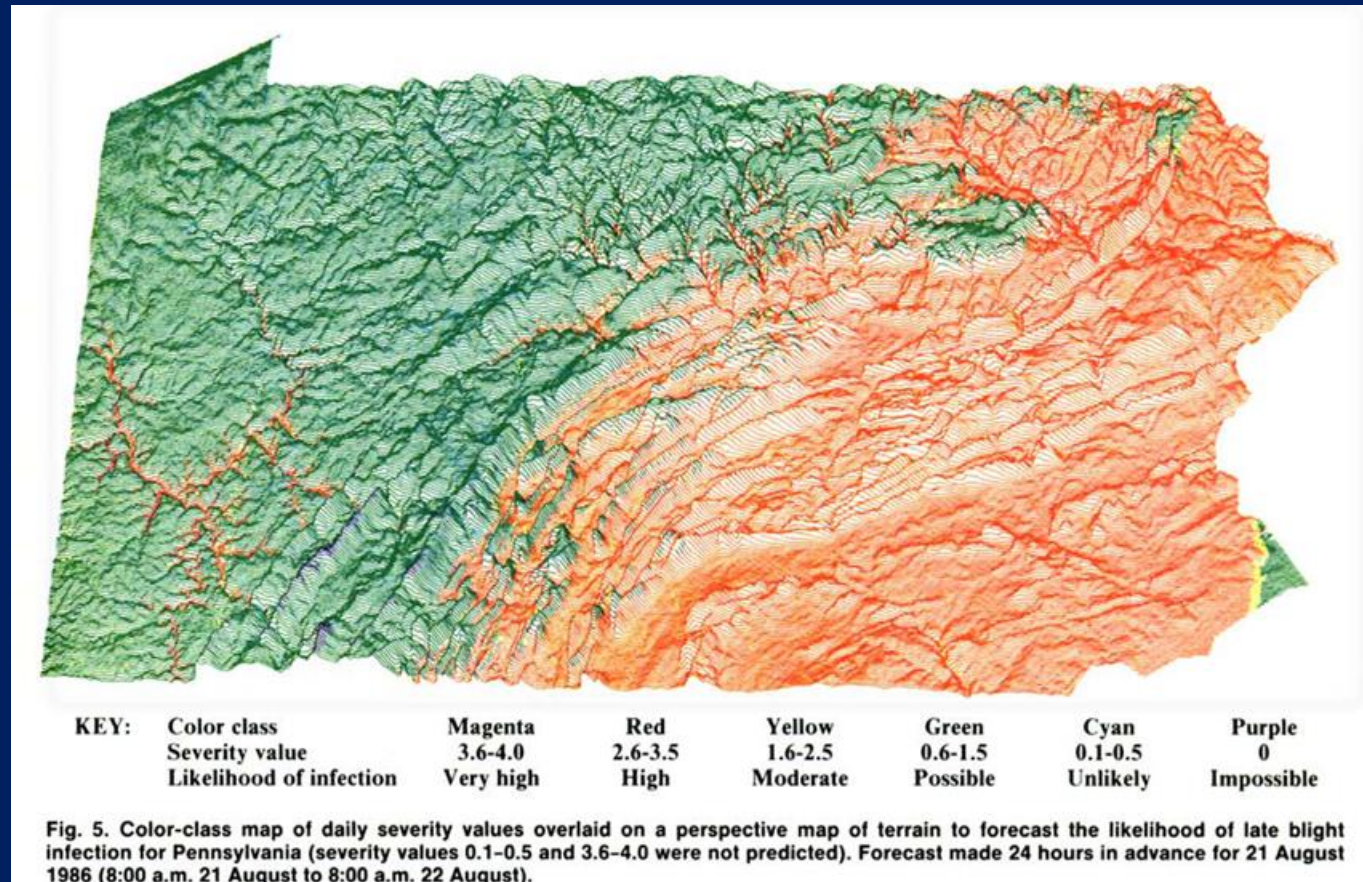 KEY: Color class Magenta Red Yellow Green Cyan Purple
Severity value 3.6-4.0 2.6-3.5 1.6-2.5 0.6-1.5 0.1-0.5 0
Likelihood of infection Very high High Moderate Possible Unlikely Impossible
Fig. 5. Color-class map of daily severity values overlaid on a perspective map of terrain to forecast the likelihood of late blight
infection for Pennsylvania (severity values 0.1–0.5 and 3.6–4.0 were not predicted). Forecast made 24 hours in advance for 21 August
1986 (8:00 a.m. 21 August to 8:00 a.m. 22 August).